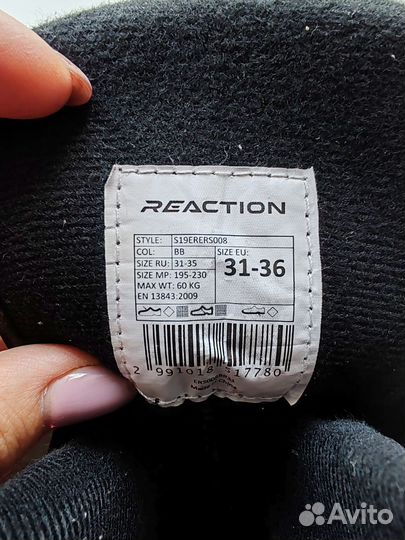 REACTION
STYLE: S19ERERS008
COL: BB SIZE EU:
SIZE RU: 31-35 31-36
SIZE MP: 195-230
MAX WT: 60 KG
EN 13843:2009
2 991018 517780
Avito